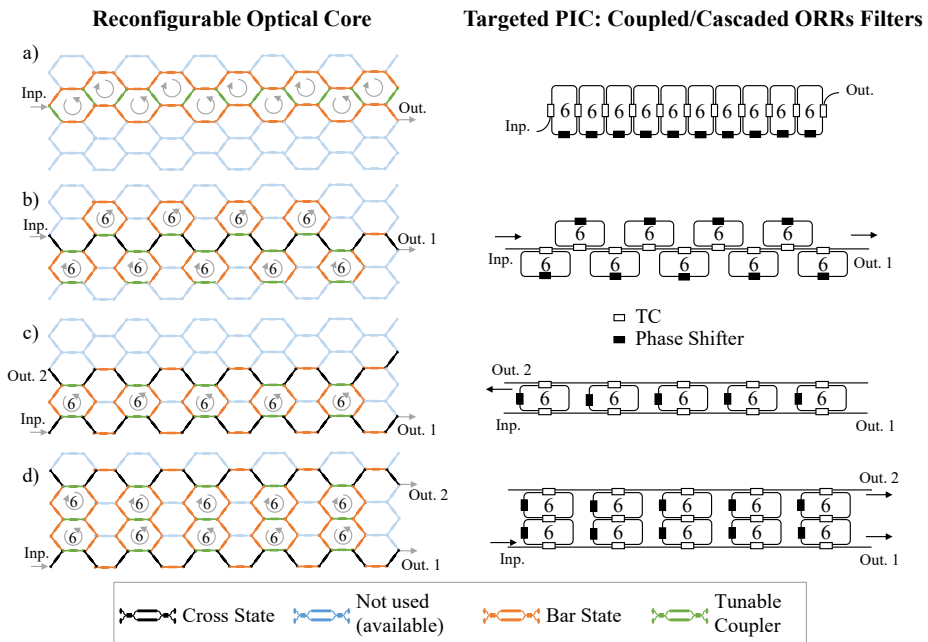 Reconfigurable Optical Core
Targeted PIC: Coupled/Cascaded ORRs Filters
a)
Inp.
Out.
Out.
6 6 6 6 6 6 6 6 6 6
Inp.
b)
6 6 6 6
Inp.
Out. 1
6 6 6 6 6
6 6 6 6
Inp.
Out. 1
6 6 6 6 6
TC
Phase Shifter
c)
Out. 2
6 6 6 6 6
Inp.
Out. 1
Out. 2
6 6 6 6 6
Inp.
Out. 1
d)
Out. 2
6 6 6 6 6
6 6 6 6 6
Inp.
Out. 1
Out. 2
6 6 6 6 6
6 6 6 6 6
Inp.
Out. 1
Cross State
Not used
(available)
Bar State
Tunable
Coupler